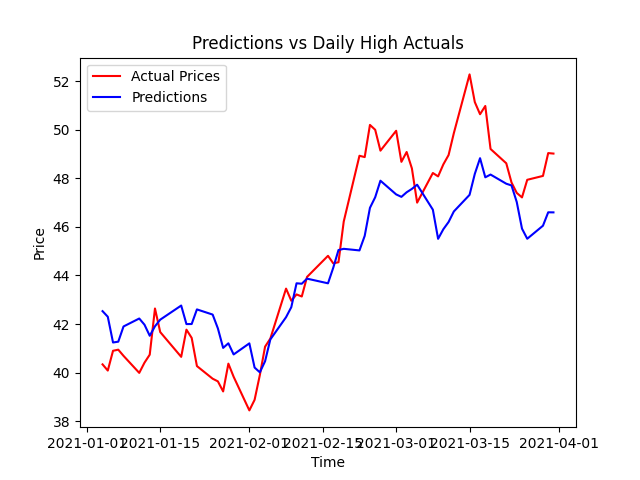 Predictions vs Daily High Actuals
Actual Prices
Predictions
52
50
48
46
44
42
40
38
Price
2021-01-01 2021-01-15 2021-02-01 2021-02-15 2021-03-01 2021-03-15 2021-04-01
Time